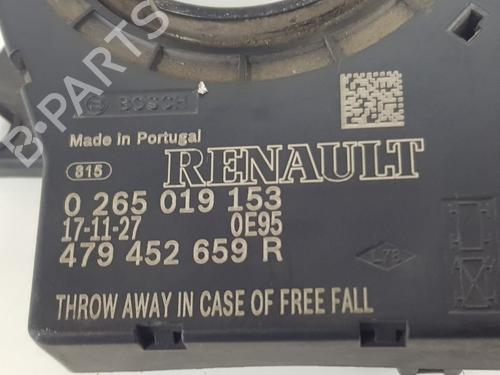 B-PARTS
BOSCH
Made in Portugal
815 RENAULT
0 265 019 153
17-11-27 0E95
479 452 659 R
L78
THROW AWAY IN CASE OF FREE FALL